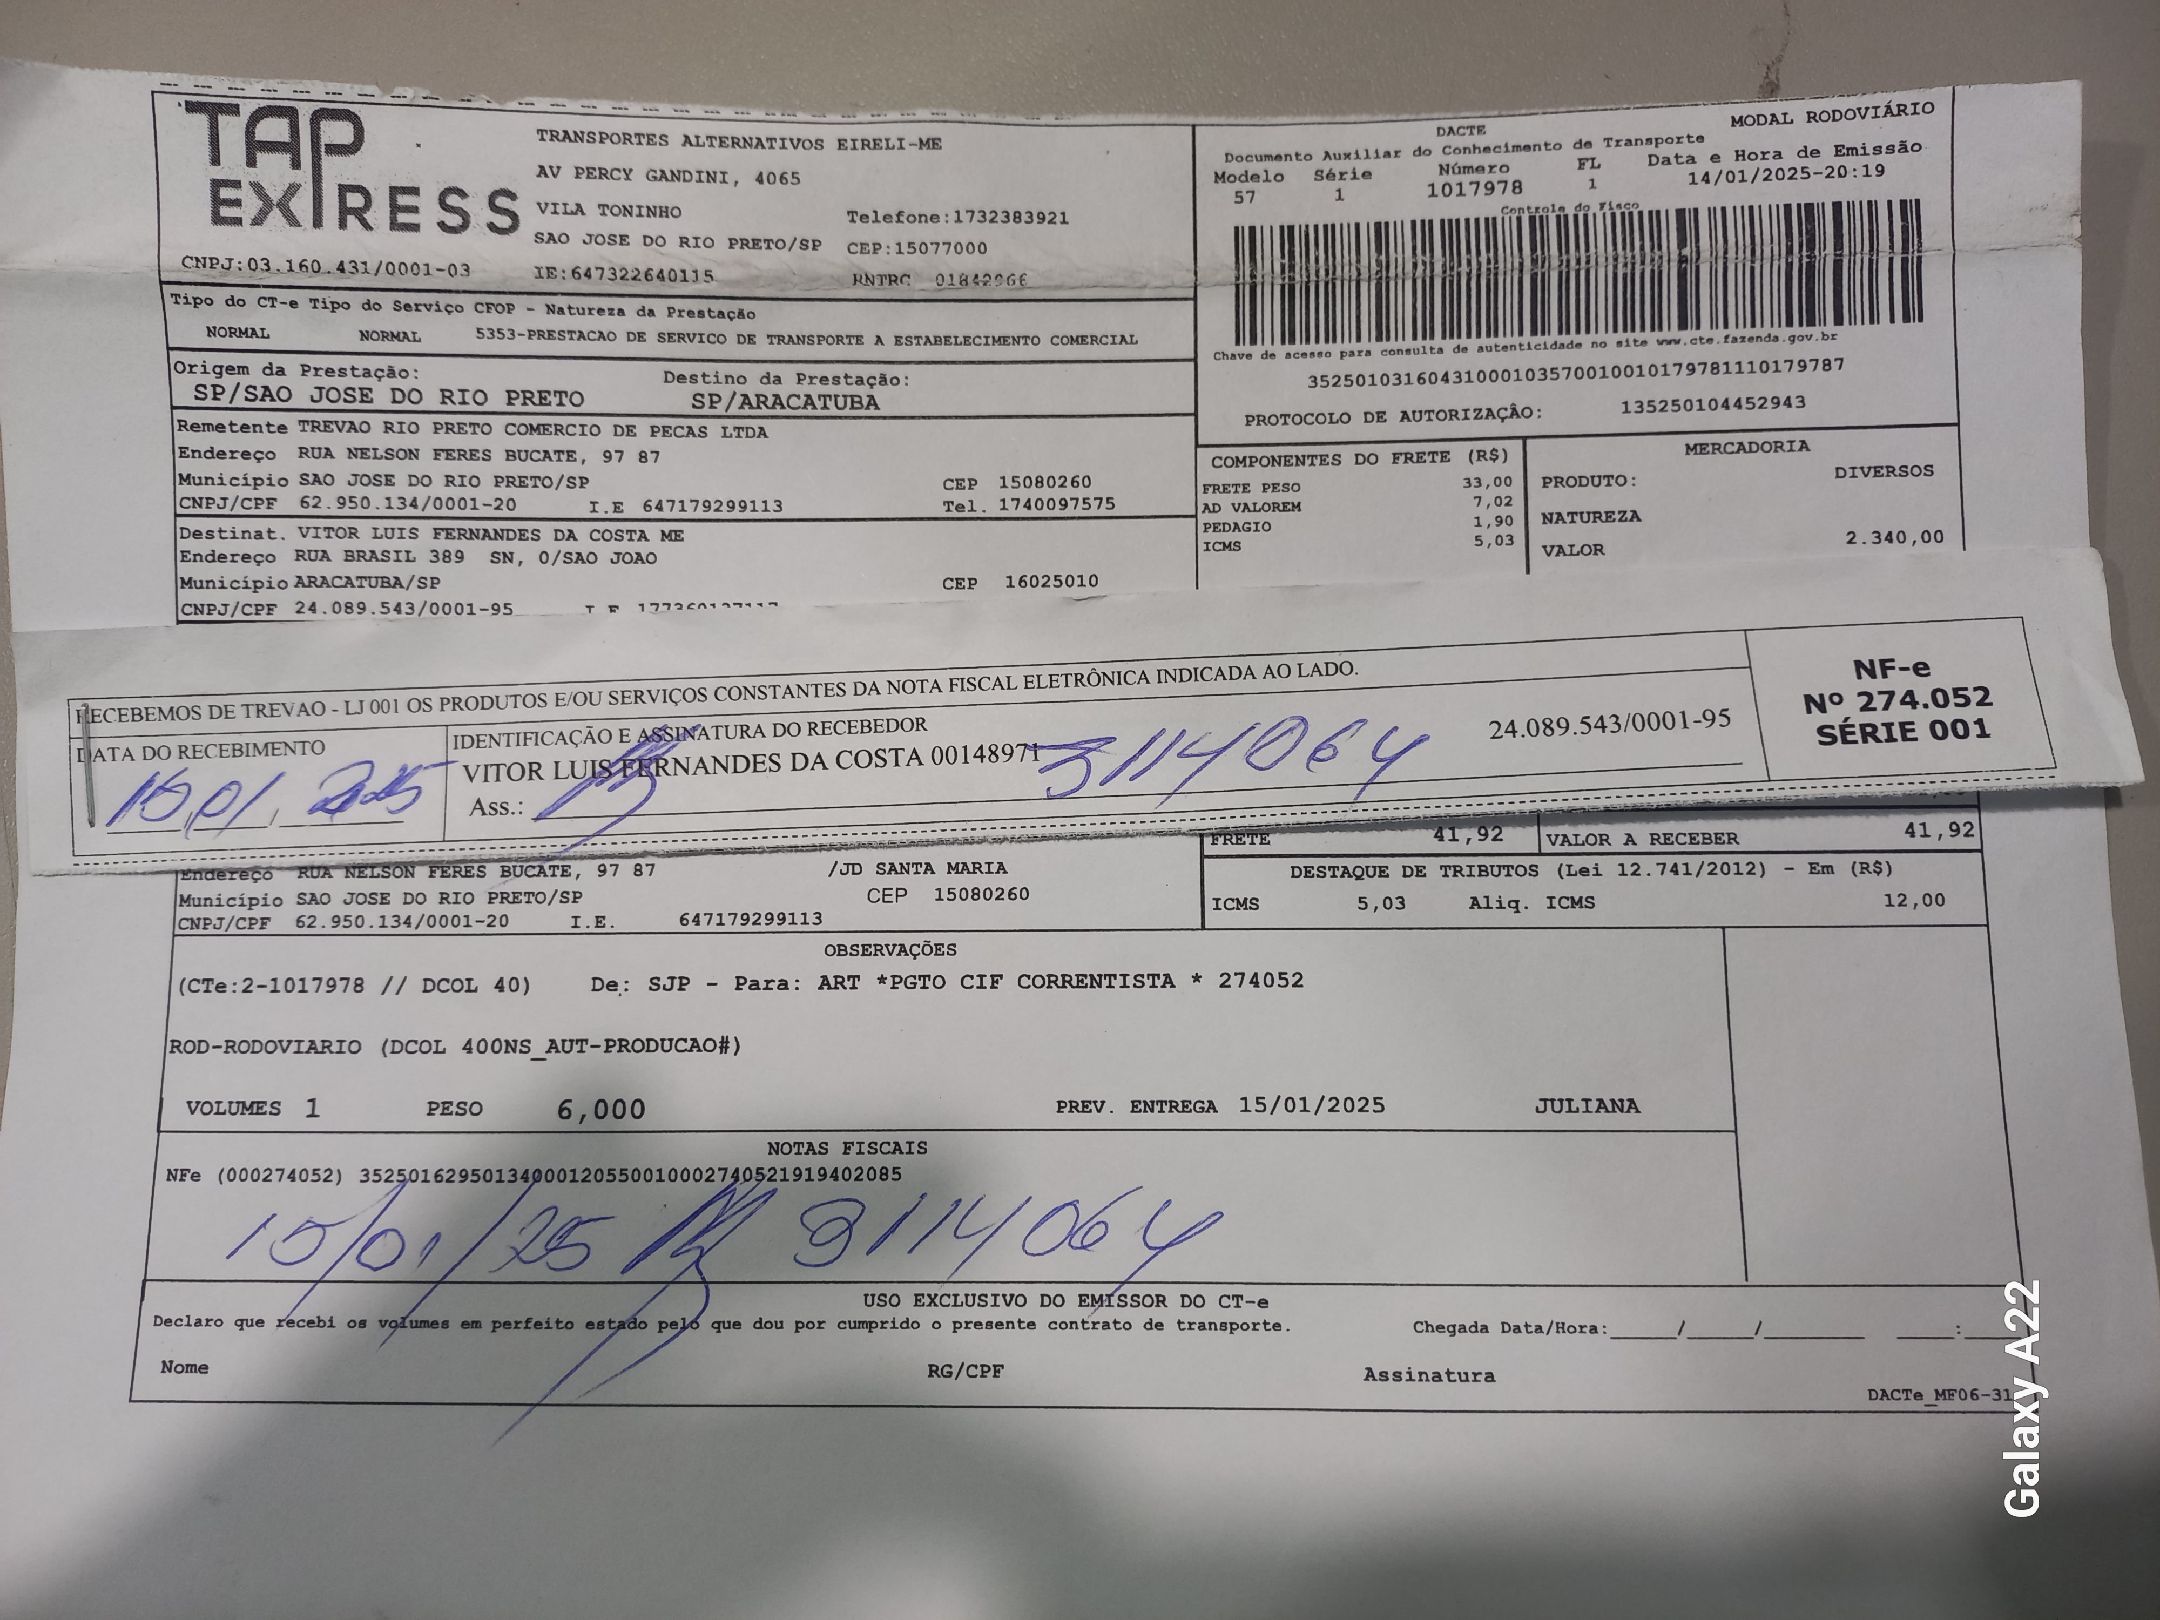 TAP EXPRESS
TRANSPORTES ALTERNATIVOS EIRELI-ME
AV PERCY GANDINI, 4065
VILA TONINHO Telefone:1732383921
SAO JOSE DO RIO PRETO/SP CEP:15077000
CNPJ:03.160.431/0001-03 IE:647322640115 RNTRC 01842966
MODAL RODOVIÁRIO
DACTE
Documento Auxiliar do Conhecimento de Transporte
Modelo Série Número FL Data e Hora de Emissão
57 1 1017978 1 14/01/2025-20:19
Controle do Fisco
Chave de acesso para consulta de autenticidade no site www.cte.fazenda.gov.br
35250103160431000103570010010179781110179787
PROTOCOLO DE AUTORIZAÇÃO: 135250104452943
Tipo do CT-e Tipo do Serviço CFOP - Natureza da Prestação
NORMAL NORMAL 5353-PRESTACAO DE SERVICO DE TRANSPORTE A ESTABELECIMENTO COMERCIAL
Origem da Prestação: Destino da Prestação:
SP/SAO JOSE DO RIO PRETO SP/ARACATUBA
Remetente TREVAO RIO PRETO COMERCIO DE PECAS LTDA
Endereço RUA NELSON FERES BUCATE, 97 87
Município SAO JOSE DO RIO PRETO/SP CEP 15080260
CNPJ/CPF 62.950.134/0001-20 I.E 647179299113 Tel. 1740097575
Destinat. VITOR LUIS FERNANDES DA COSTA ME
Endereço RUA BRASIL 389 SN, 0/SAO JOAO
Município ARACATUBA/SP CEP 16025010
CNPJ/CPF 24.089.543/0001-95
COMPONENTES DO FRETE (R$)
FRETE PESO 33,00
AD VALOREM 7,02
PEDAGIO 1,90
ICMS 5,03
MERCADORIA
PRODUTO: DIVERSOS
NATUREZA
VALOR 2.340,00
RECEBEMOS DE TREVAO - LJ 001 OS PRODUTOS E/OU SERVIÇOS CONSTANTES DA NOTA FISCAL ELETRÔNICA INDICADA AO LADO.
DATA DO RECEBIMENTO
15 01 2025
IDENTIFICAÇÃO E ASSINATURA DO RECEBEDOR
VITOR LUIS FERNANDES DA COSTA 00148971 24.089.543/0001-95
Ass.: 3114064
NF-e
Nº 274.052
SÉRIE 001
FRETE 41,92 VALOR A RECEBER 41,92
Endereço RUA NELSON FERES BUCATE, 97 87 /JD SANTA MARIA
Município SAO JOSE DO RIO PRETO/SP CEP 15080260
CNPJ/CPF 62.950.134/0001-20 I.E. 647179299113
DESTAQUE DE TRIBUTOS (Lei 12.741/2012) - Em (R$)
ICMS 5,03 Aliq. ICMS 12,00
OBSERVAÇÕES
(CTe:2-1017978 // DCOL 40) De: SJP - Para: ART *PGTO CIF CORRENTISTA * 274052
ROD-RODOVIARIO (DCOL 400NS_AUT-PRODUCAO#)
VOLUMES 1 PESO 6,000 PREV. ENTREGA 15/01/2025 JULIANA
NOTAS FISCAIS
NFe (000274052) 35250162950134000120550010002740521919402085
15/01/25 3114064
USO EXCLUSIVO DO EMISSOR DO CT-e
Declaro que recebi os volumes em perfeito estado pelo que dou por cumprido o presente contrato de transporte. Chegada Data/Hora:_____/_____/________ ____:____
Nome RG/CPF Assinatura
DACTe_MF06-31
Galaxy A22